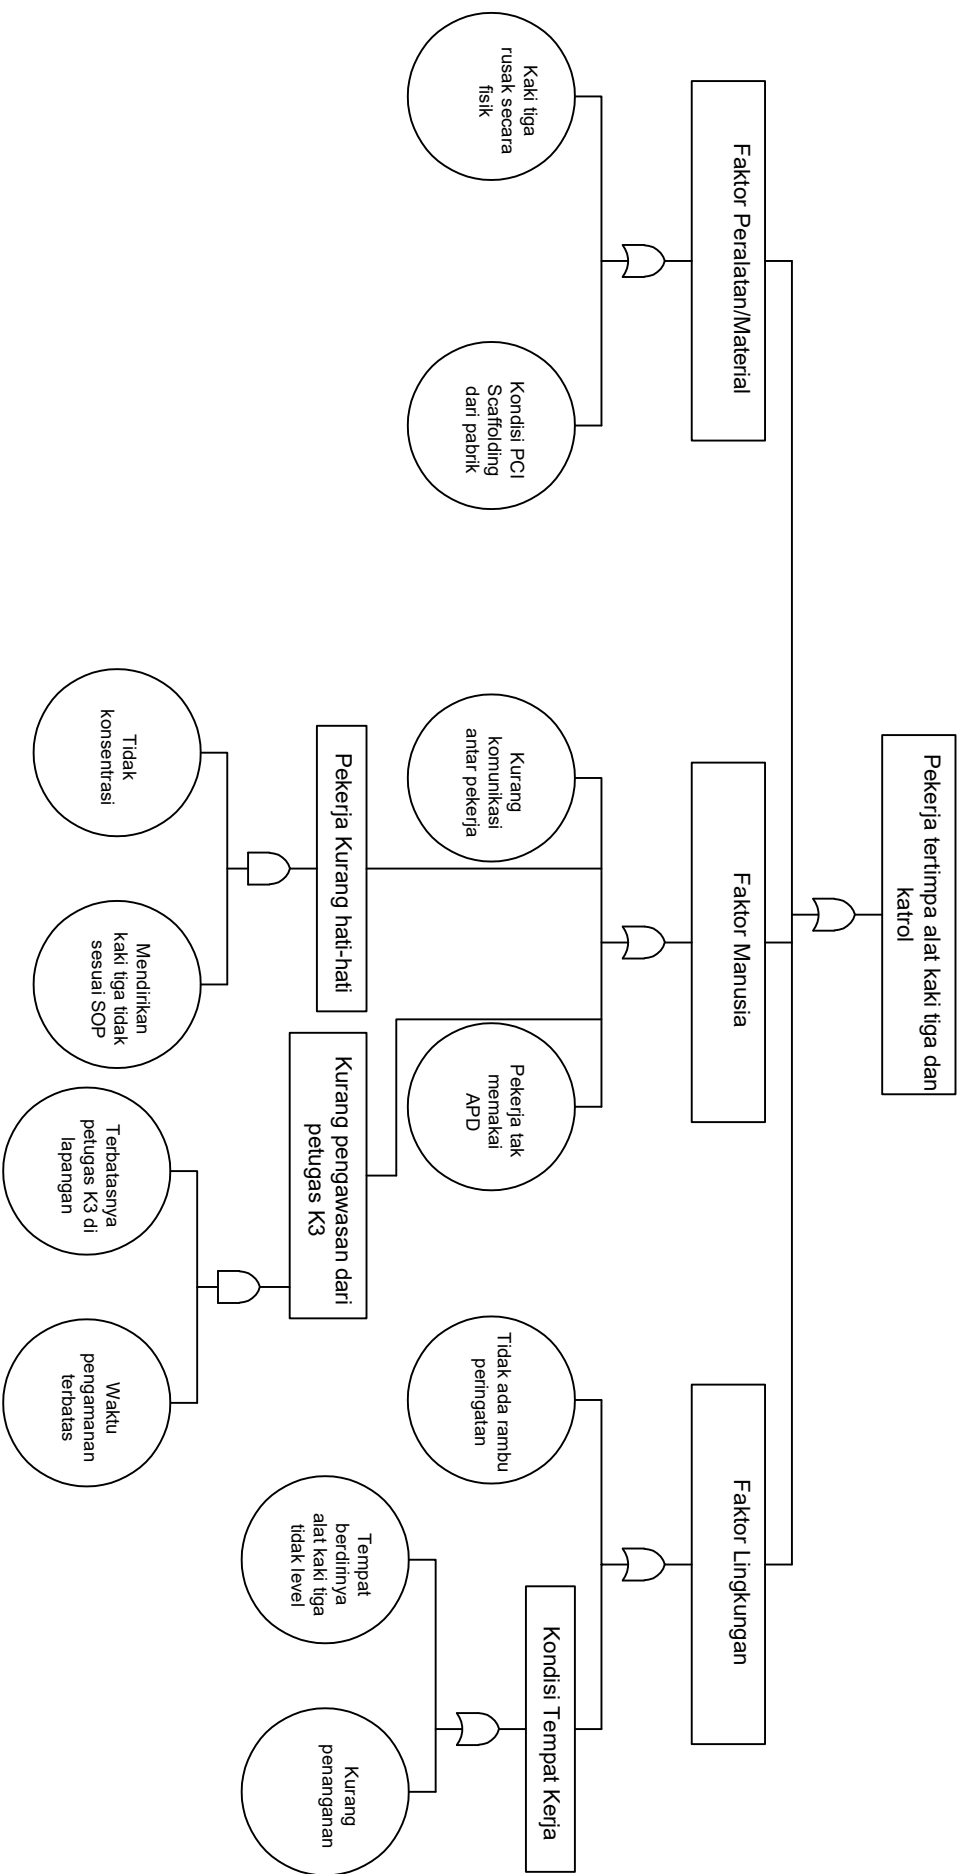 Pekerja tertimpa alat kaki tiga dan
katrol
Faktor Peralatan/Material
Faktor Manusia
Faktor Lingkungan
Kaki tiga
rusak secara
fisik
Kondisi PCI
Scaffolding
dari pabrik
Kurang
komunikasi
antar pekerja
Pekerja tak
memakai
APD
Tidak ada rambu
peringatan
Kondisi Tempat Kerja
Pekerja Kurang hati-hati
Kurang pengawasan dari
petugas K3
Tempat
berdirinya
alat kaki tiga
tidak level
Kurang
penanganan
Tidak
konsentrasi
Mendirikan
kaki tiga tidak
sesuai SOP
Terbatasnya
petugas K3 di
lapangan
Waktu
pengamanan
terbatas